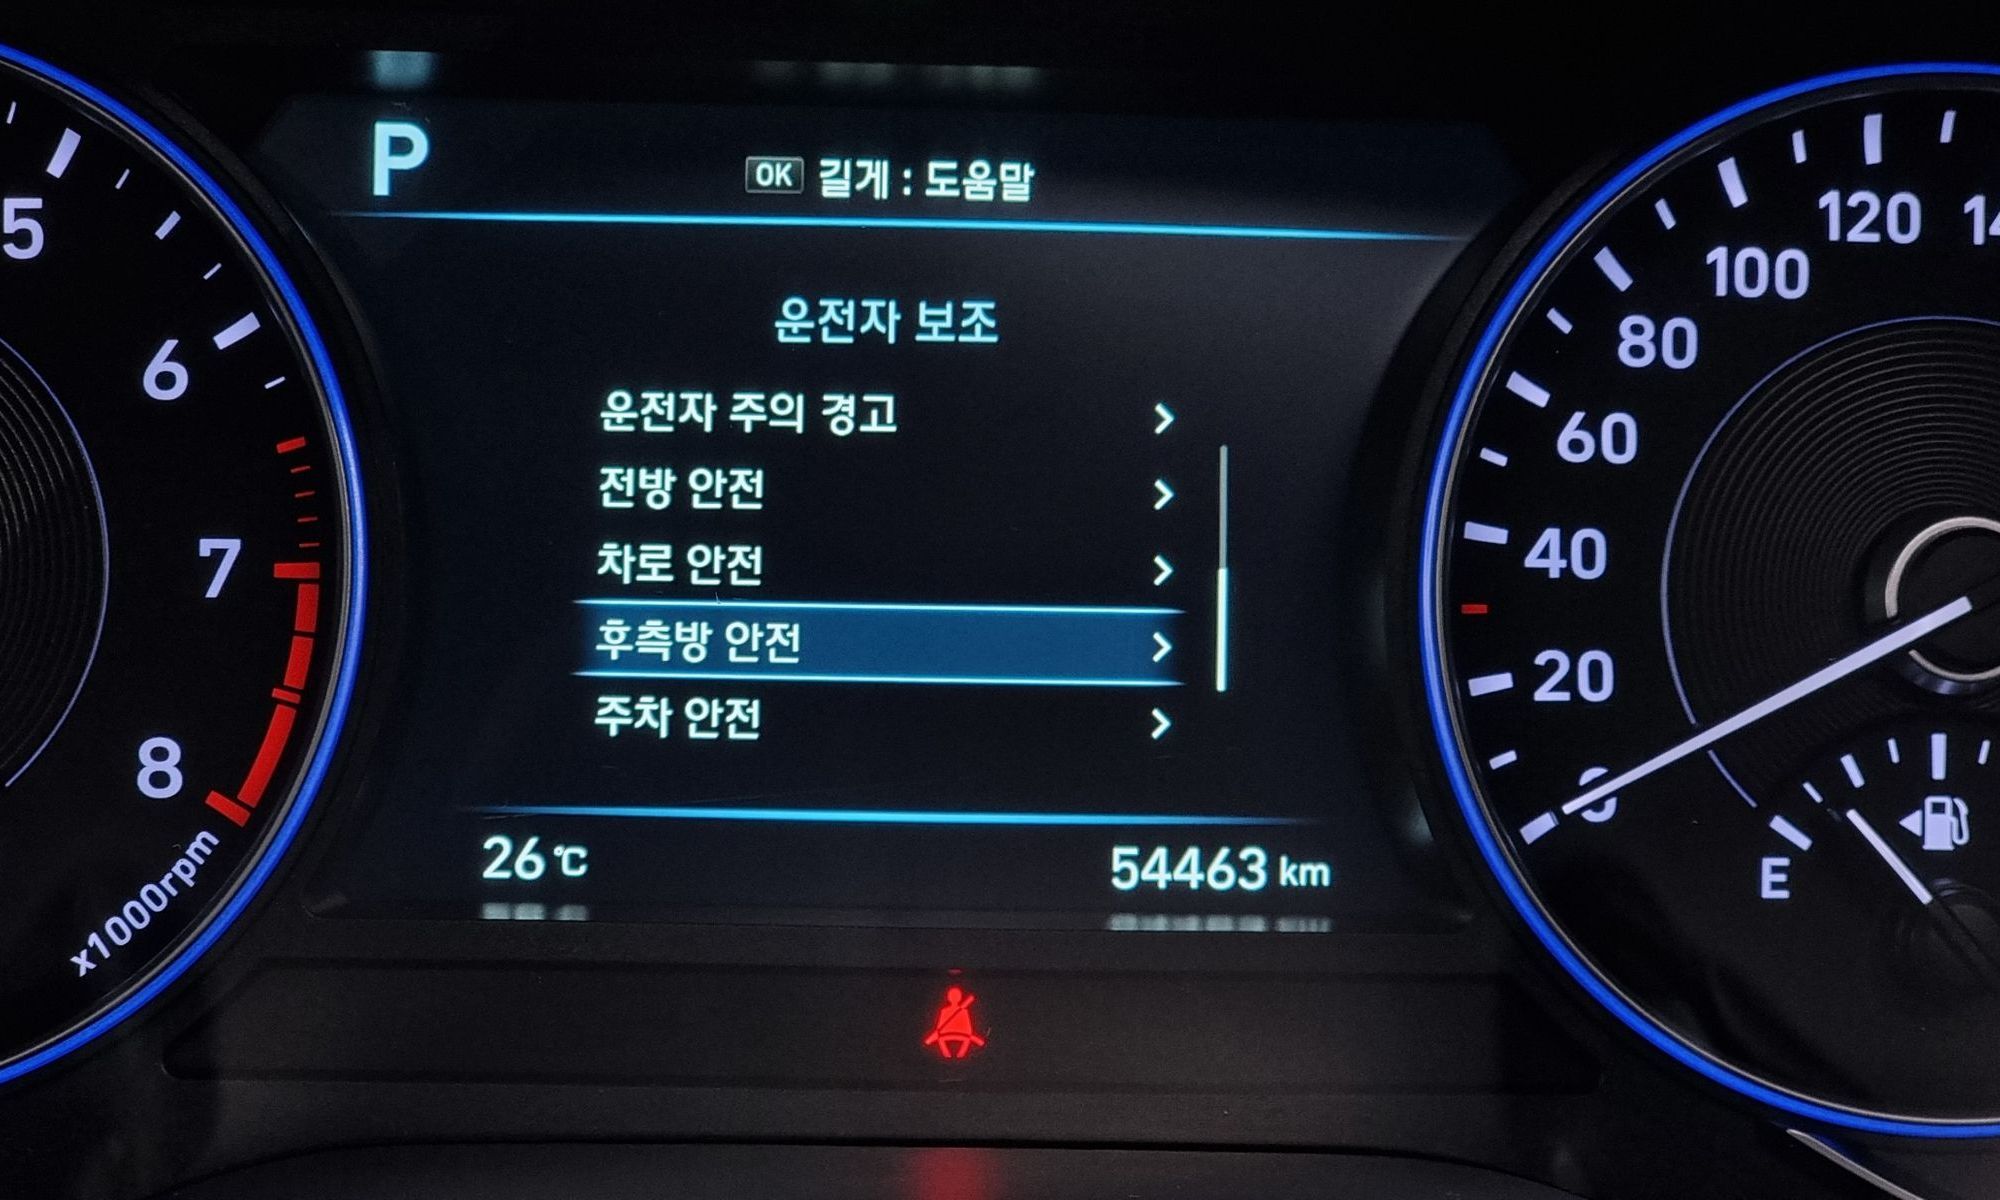 P
OK 길게 : 도움말
운전자 보조
운전자 주의 경고
전방 안전
차로 안전
후측방 안전
주차 안전
26 ℃
54463 km
5
6
7
8
x1000rpm
120
100
80
60
40
20
0
E